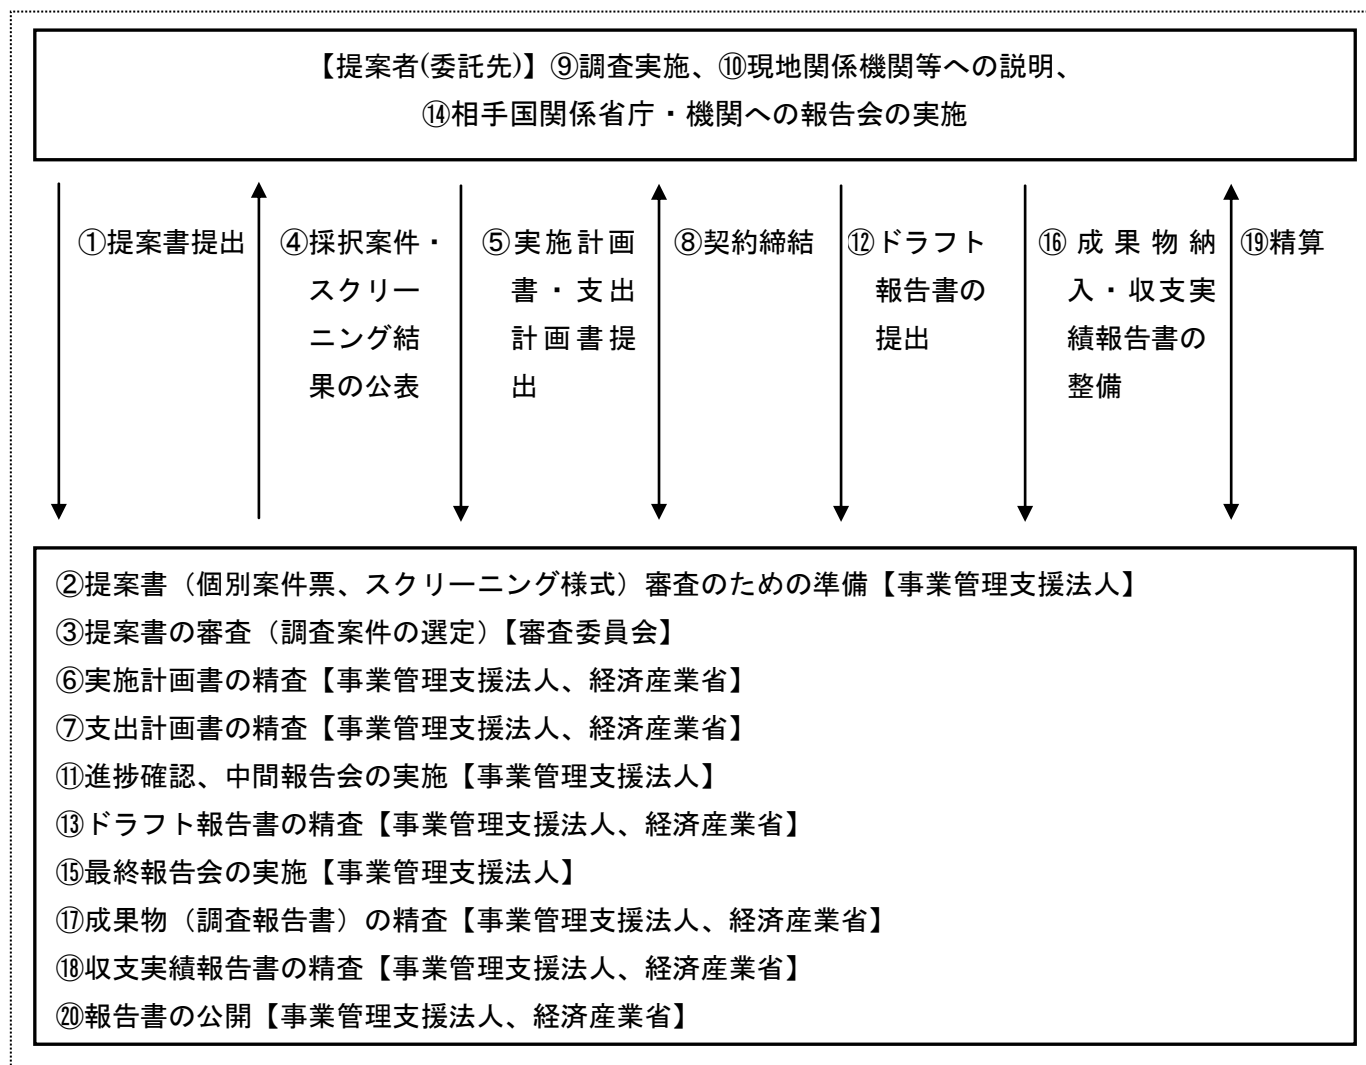 【提案者(委託先)】⑨調査実施、⑩現地関係機関等への説明、
⑭相手国関係省庁・機関への報告会の実施
①提案書提出
④採択案件・
スクリー
ニング結
果の公表
⑤実施計画
書・支出
計画書提
出
⑧契約締結
⑫ドラフト
報告書の
提出
⑯成果物納
入・収支実
績報告書の
整備
⑲精算
②提案書（個別案件票、スクリーニング様式）審査のための準備【事業管理支援法人】
③提案書の審査（調査案件の選定）【審査委員会】
⑥実施計画書の精査【事業管理支援法人、経済産業省】
⑦支出計画書の精査【事業管理支援法人、経済産業省】
⑪進捗確認、中間報告会の実施【事業管理支援法人】
⑬ドラフト報告書の精査【事業管理支援法人、経済産業省】
⑮最終報告会の実施【事業管理支援法人】
⑰成果物（調査報告書）の精査【事業管理支援法人、経済産業省】
⑱収支実績報告書の精査【事業管理支援法人、経済産業省】
⑳報告書の公開【事業管理支援法人、経済産業省】